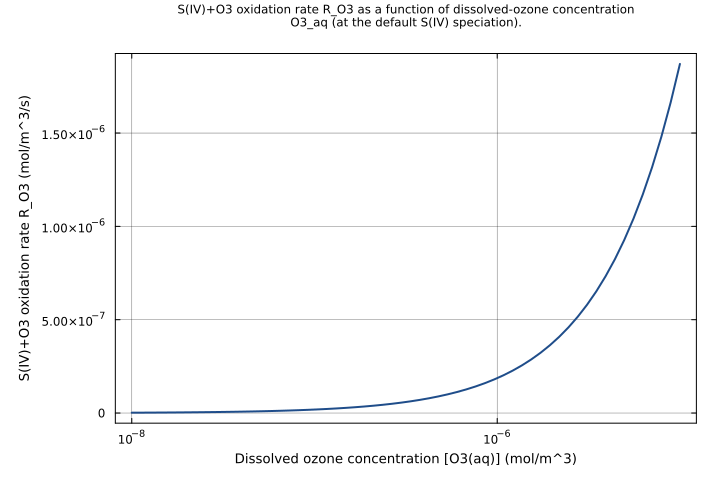 S(IV)+O3 oxidation rate R_O3 as a function of dissolved-ozone concentration
O3_aq (at the default S(IV) speciation).
S(IV)+O3 oxidation rate R_O3 (mol/m^3/s)
1.50×10⁻⁶
1.00×10⁻⁶
5.00×10⁻⁷
0
10⁻⁸
10⁻⁶
Dissolved ozone concentration [O3(aq)] (mol/m^3)